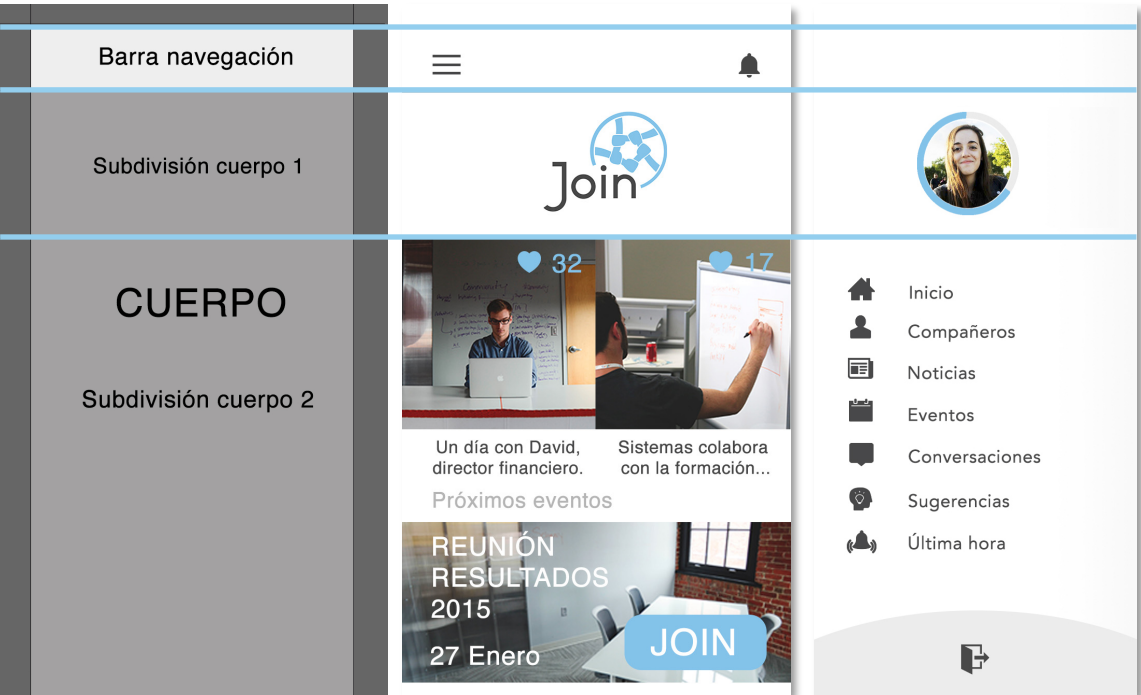 Barra navegación
Subdivisión cuerpo 1
CUERPO
Subdivisión cuerpo 2
Join
32
17
Un día con David,
director financiero.
Sistemas colabora
con la formación...
Próximos eventos
REUNIÓN
RESULTADOS
2015
27 Enero
JOIN
Inicio
Compañeros
Noticias
Eventos
Conversaciones
Sugerencias
Última hora